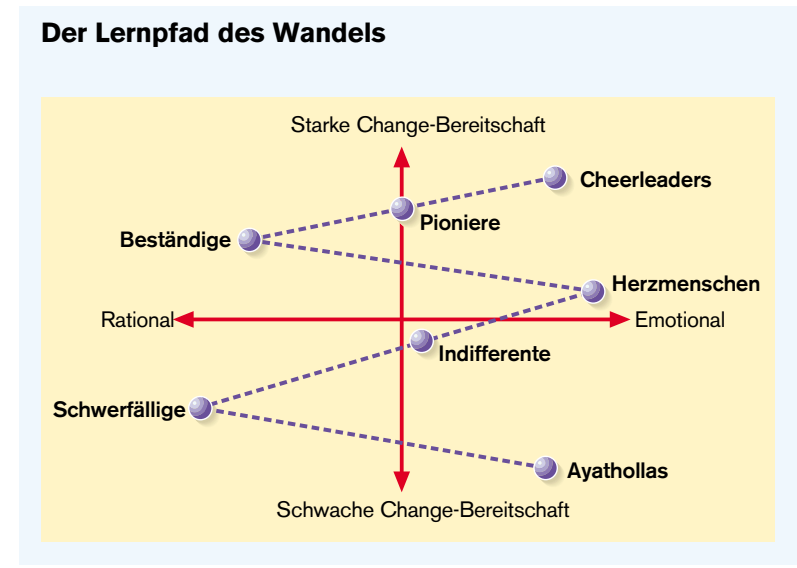 Der Lernpfad des Wandels
Starke Change-Bereitschaft
Cheerleaders
Pioniere
Beständige
Herzmenschen
Rational
Emotional
Indifferente
Schwerfällige
Ayathollas
Schwache Change-Bereitschaft